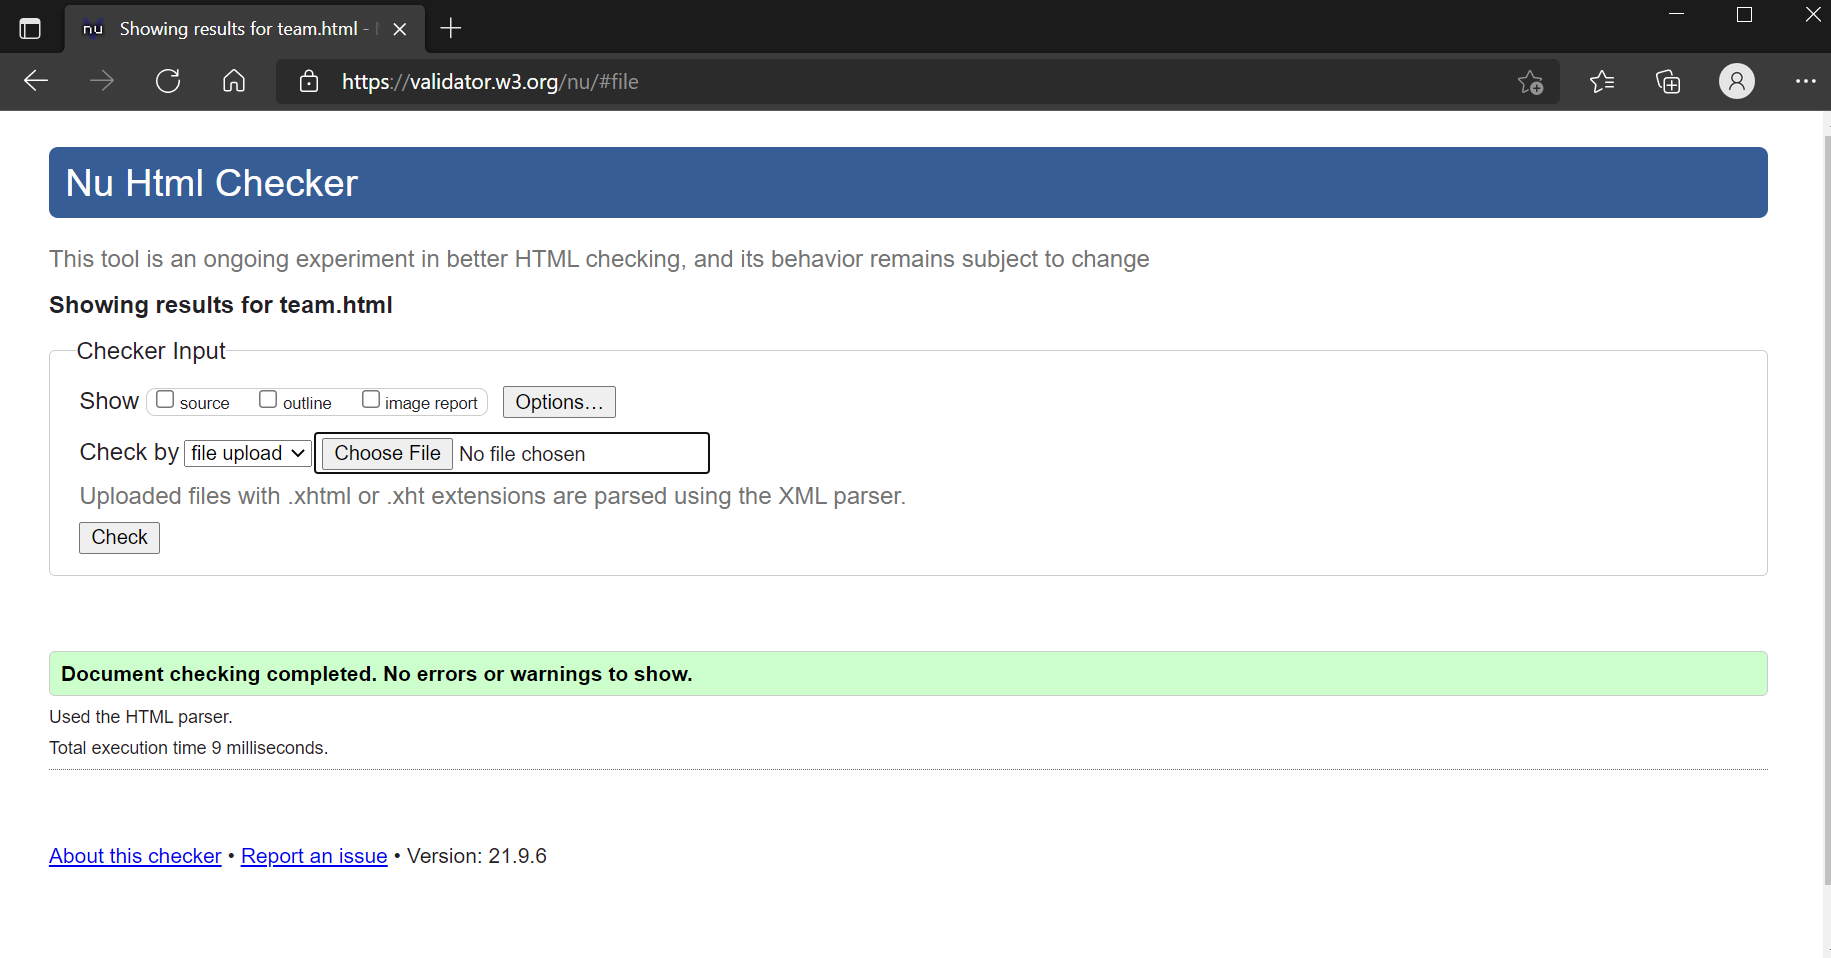 nu Showing results for team.html -
https://validator.w3.org/nu/#file
Nu Html Checker
This tool is an ongoing experiment in better HTML checking, and its behavior remains subject to change
Showing results for team.html
Checker Input
Show source outline image report Options...
Check by file upload Choose File No file chosen
Uploaded files with .xhtml or .xht extensions are parsed using the XML parser.
Check
Document checking completed. No errors or warnings to show.
Used the HTML parser.
Total execution time 9 milliseconds.
About this checker • Report an issue • Version: 21.9.6